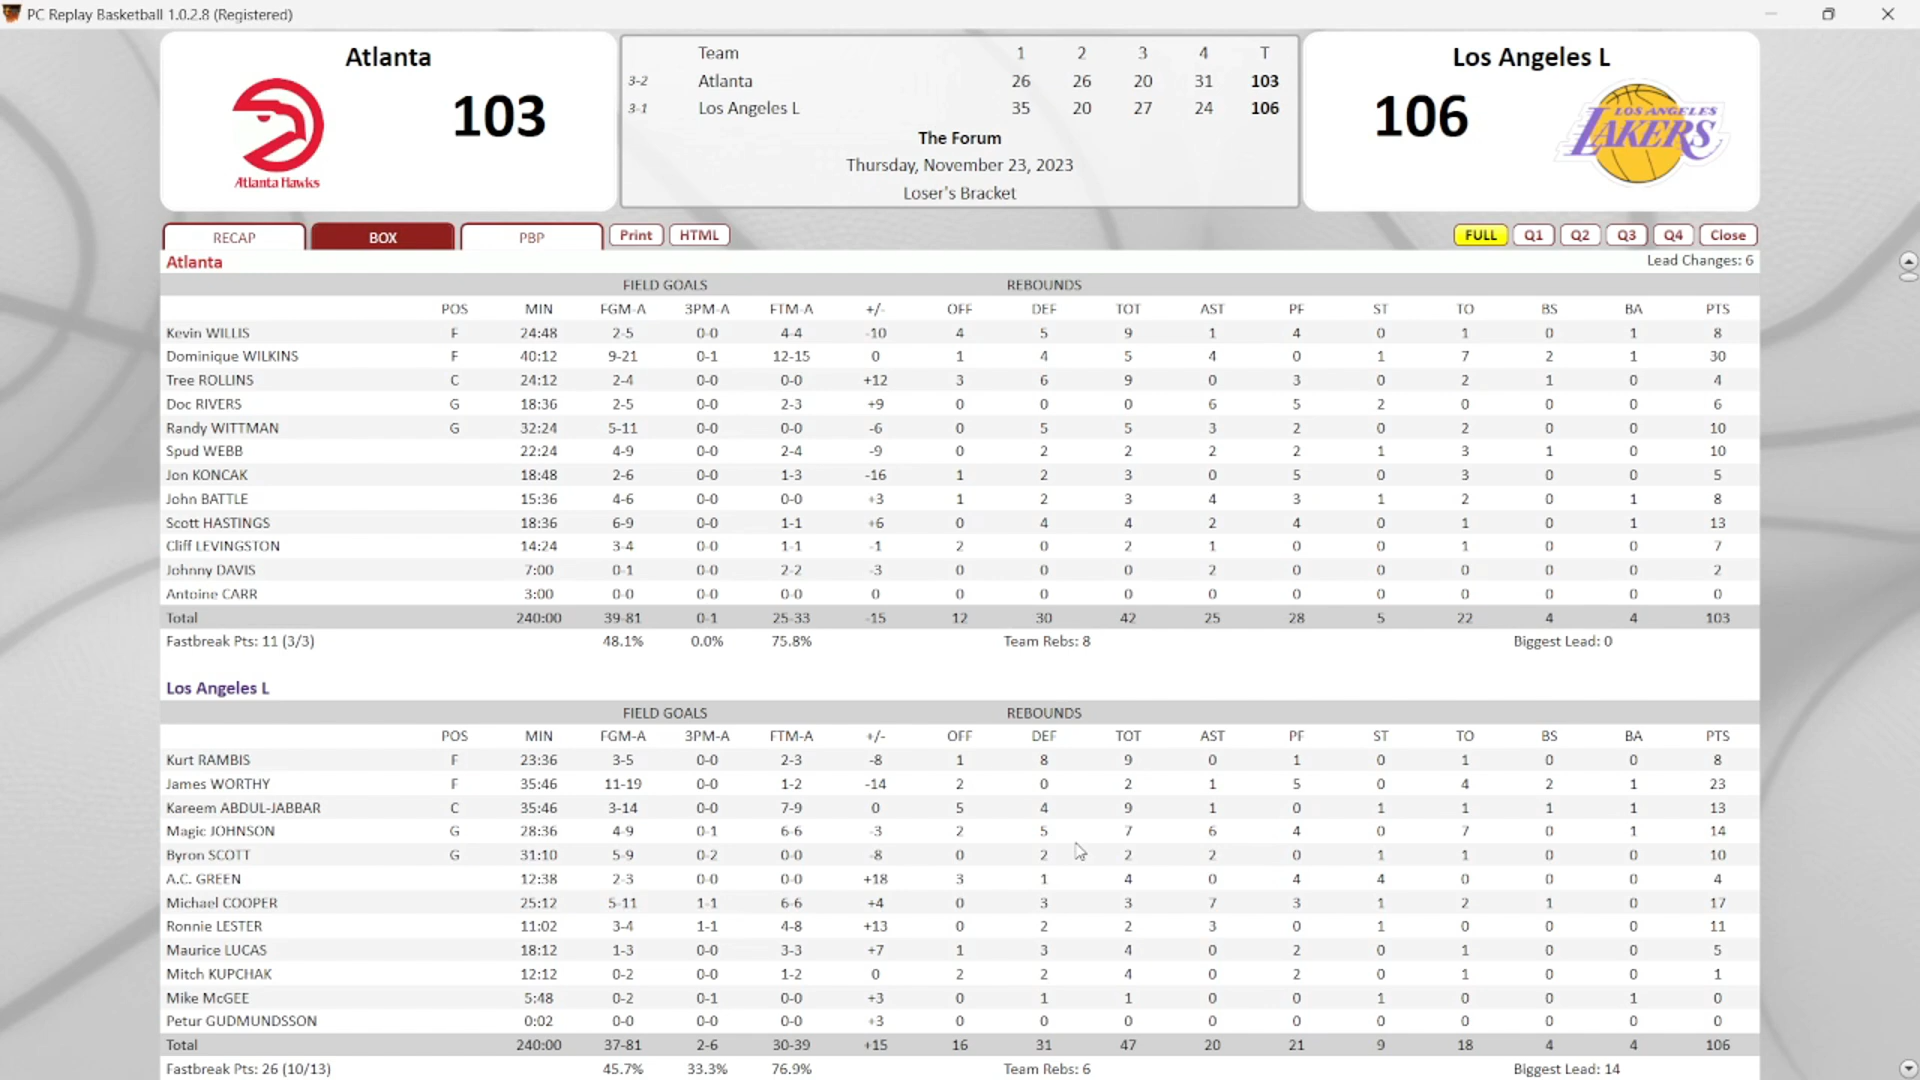 PC Replay Basketball 1.0.2.8 (Registered)
Atlanta
Atlanta Hawks
103
Team 1 2 3 4 T
3-2 Atlanta 26 26 20 31 103
3-1 Los Angeles L 35 20 27 24 106
The Forum
Thursday, November 23, 2023
Loser's Bracket
Los Angeles L
106
LOS ANGELES
LAKERS
RECAP BOX PBP Print HTML FULL Q1 Q2 Q3 Q4 Close
Atlanta Lead Changes: 6
FIELD GOALS REBOUNDS
POS MIN FGM-A 3PM-A FTM-A +/- OFF DEF TOT AST PF ST TO BS BA PTS
Kevin WILLIS F 24:48 2-5 0-0 4-4 -10 4 5 9 1 4 0 1 0 1 8
Dominique WILKINS F 40:12 9-21 0-1 12-15 0 1 4 5 4 0 1 7 2 1 30
Tree ROLLINS C 24:12 2-4 0-0 0-0 +12 3 6 9 0 3 0 2 1 0 4
Doc RIVERS G 18:36 2-5 0-0 2-3 +9 0 0 0 6 5 2 0 0 0 6
Randy WITTMAN G 32:24 5-11 0-0 0-0 -6 0 5 5 3 2 0 2 0 0 10
Spud WEBB 22:24 4-9 0-0 2-4 -9 0 2 2 2 2 1 3 1 0 10
Jon KONCAK 18:48 2-6 0-0 1-3 -16 1 2 3 0 5 0 3 0 0 5
John BATTLE 15:36 4-6 0-0 0-0 +3 1 2 3 4 3 1 2 0 1 8
Scott HASTINGS 18:36 6-9 0-0 1-1 +6 0 4 4 2 4 0 1 0 1 13
Cliff LEVINGSTON 14:24 3-4 0-0 1-1 -1 2 0 2 1 0 0 1 0 0 7
Johnny DAVIS 7:00 0-1 0-0 2-2 -3 0 0 0 2 0 0 0 0 0 2
Antoine CARR 3:00 0-0 0-0 0-0 0 0 0 0 0 0 0 0 0 0 0
Total 240:00 39-81 0-1 25-33 -15 12 30 42 25 28 5 22 4 4 103
Fastbreak Pts: 11 (3/3) 48.1% 0.0% 75.8% Team Rebs: 8 Biggest Lead: 0
Los Angeles L
FIELD GOALS REBOUNDS
POS MIN FGM-A 3PM-A FTM-A +/- OFF DEF TOT AST PF ST TO BS BA PTS
Kurt RAMBIS F 23:36 3-5 0-0 2-3 -8 1 8 9 0 1 0 1 0 0 8
James WORTHY F 35:46 11-19 0-0 1-2 -14 2 0 2 1 5 0 4 2 1 23
Kareem ABDUL-JABBAR C 35:46 3-14 0-0 7-9 0 5 4 9 1 0 1 1 1 1 13
Magic JOHNSON G 28:36 4-9 0-1 6-6 -3 2 5 7 6 4 0 7 0 1 14
Byron SCOTT G 31:10 5-9 0-2 0-0 -8 0 2 2 2 0 1 1 0 0 10
A.C. GREEN 12:38 2-3 0-0 0-0 +18 3 1 4 0 4 4 0 0 0 4
Michael COOPER 25:12 5-11 1-1 6-6 +4 0 3 3 7 3 1 2 1 0 17
Ronnie LESTER 11:02 3-4 1-1 4-8 +13 0 2 2 3 0 1 0 0 0 11
Maurice LUCAS 18:12 1-3 0-0 3-3 +7 1 3 4 0 2 0 1 0 0 5
Mitch KUPCHAK 12:12 0-2 0-0 1-2 0 2 2 4 0 2 0 1 0 0 1
Mike McGEE 5:48 0-2 0-1 0-0 +3 0 1 1 0 0 1 0 0 1 0
Petur GUDMUNDSSON 0:02 0-0 0-0 0-0 +3 0 0 0 0 0 0 0 0 0 0
Total 240:00 37-81 2-6 30-39 +15 16 31 47 20 21 9 18 4 4 106
Fastbreak Pts: 26 (10/13) 45.7% 33.3% 76.9% Team Rebs: 6 Biggest Lead: 14